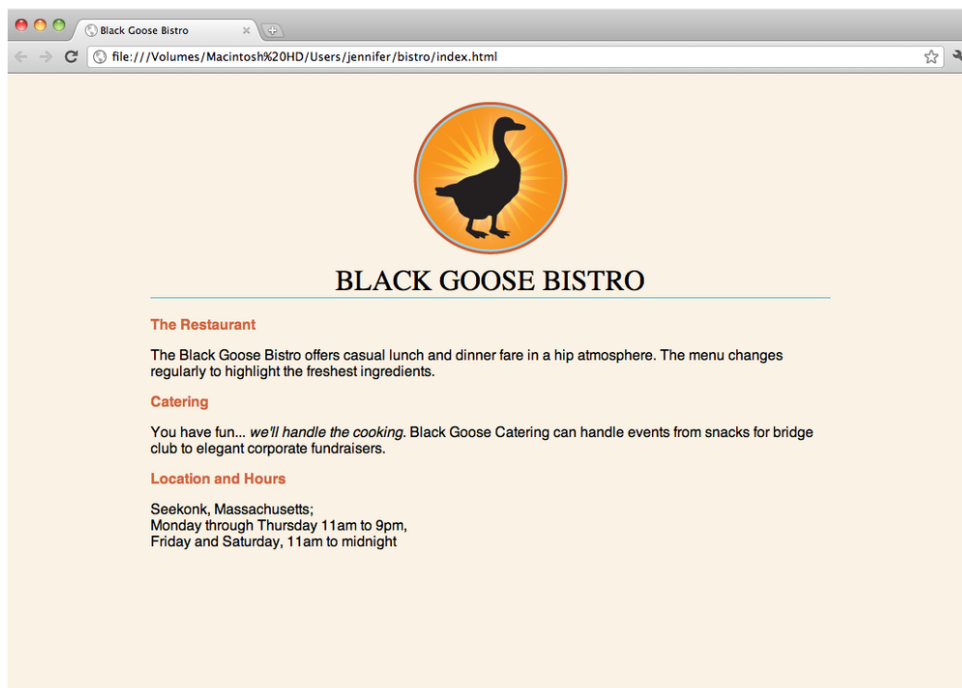 Black Goose Bistro
file:///Volumes/Macintosh%20HD/Users/jennifer/bistro/index.html
BLACK GOOSE BISTRO
The Restaurant
The Black Goose Bistro offers casual lunch and dinner fare in a hip atmosphere. The menu changes
regularly to highlight the freshest ingredients.
Catering
You have fun... we'll handle the cooking. Black Goose Catering can handle events from snacks for bridge
club to elegant corporate fundraisers.
Location and Hours
Seekonk, Massachusetts;
Monday through Thursday 11am to 9pm,
Friday and Saturday, 11am to midnight